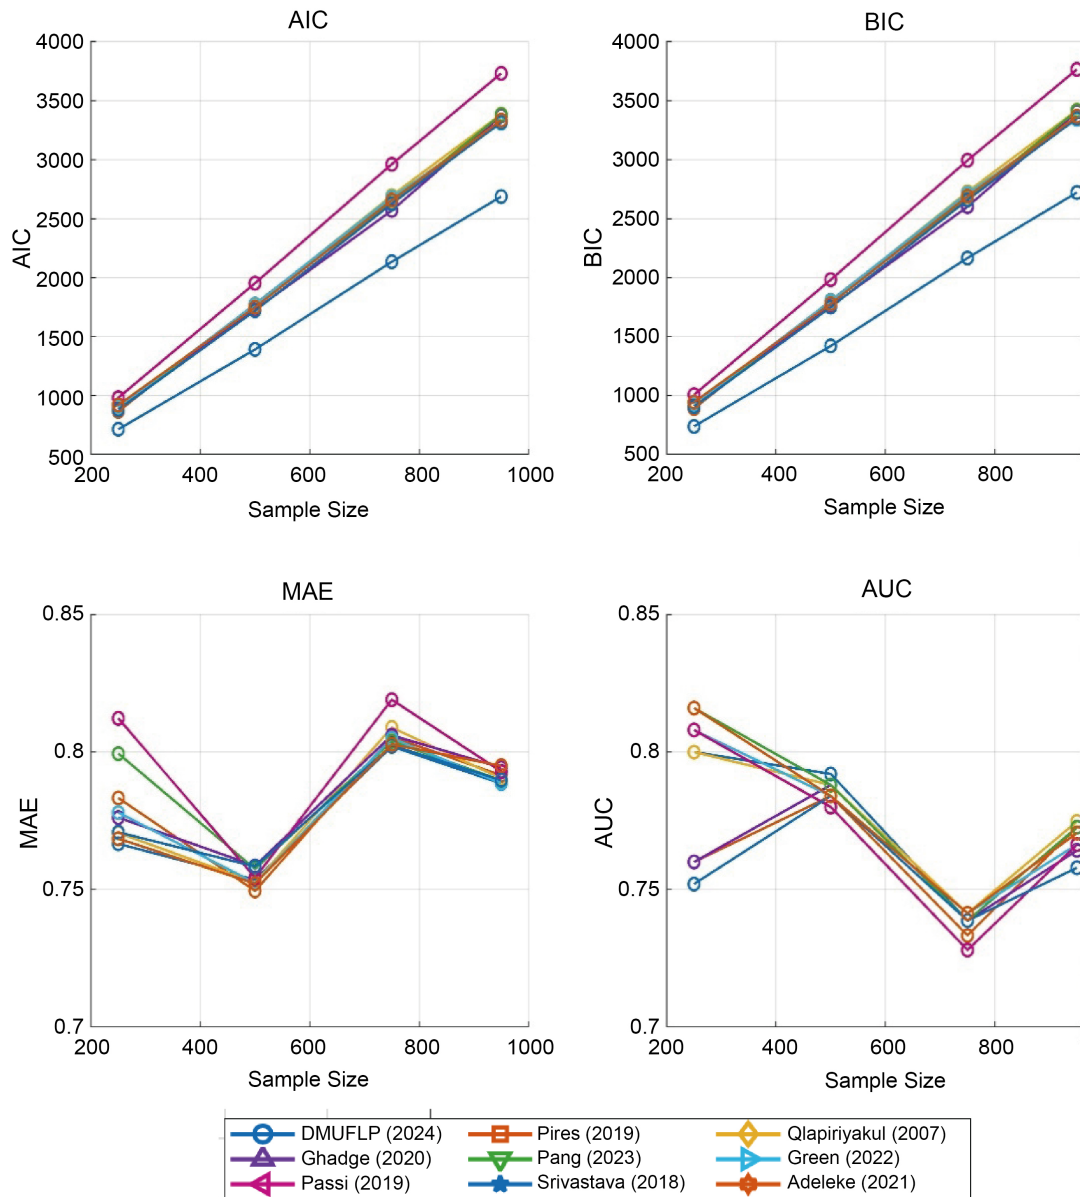 AIC
4000
3500
3000
2500
2000
1500
1000
500
AIC
200 400 600 800 1000
Sample Size
BIC
4000
3500
3000
2500
2000
1500
1000
500
BIC
200 400 600 800
Sample Size
MAE
0.85
0.8
0.75
0.7
MAE
200 400 600 800 1000
Sample Size
AUC
0.85
0.8
0.75
0.7
AUC
200 400 600 800
Sample Size
DMUFLP (2024) Pires (2019) Qlapiriyakul (2007)
Ghadge (2020) Pang (2023) Green (2022)
Passi (2019) Srivastava (2018) Adeleke (2021)